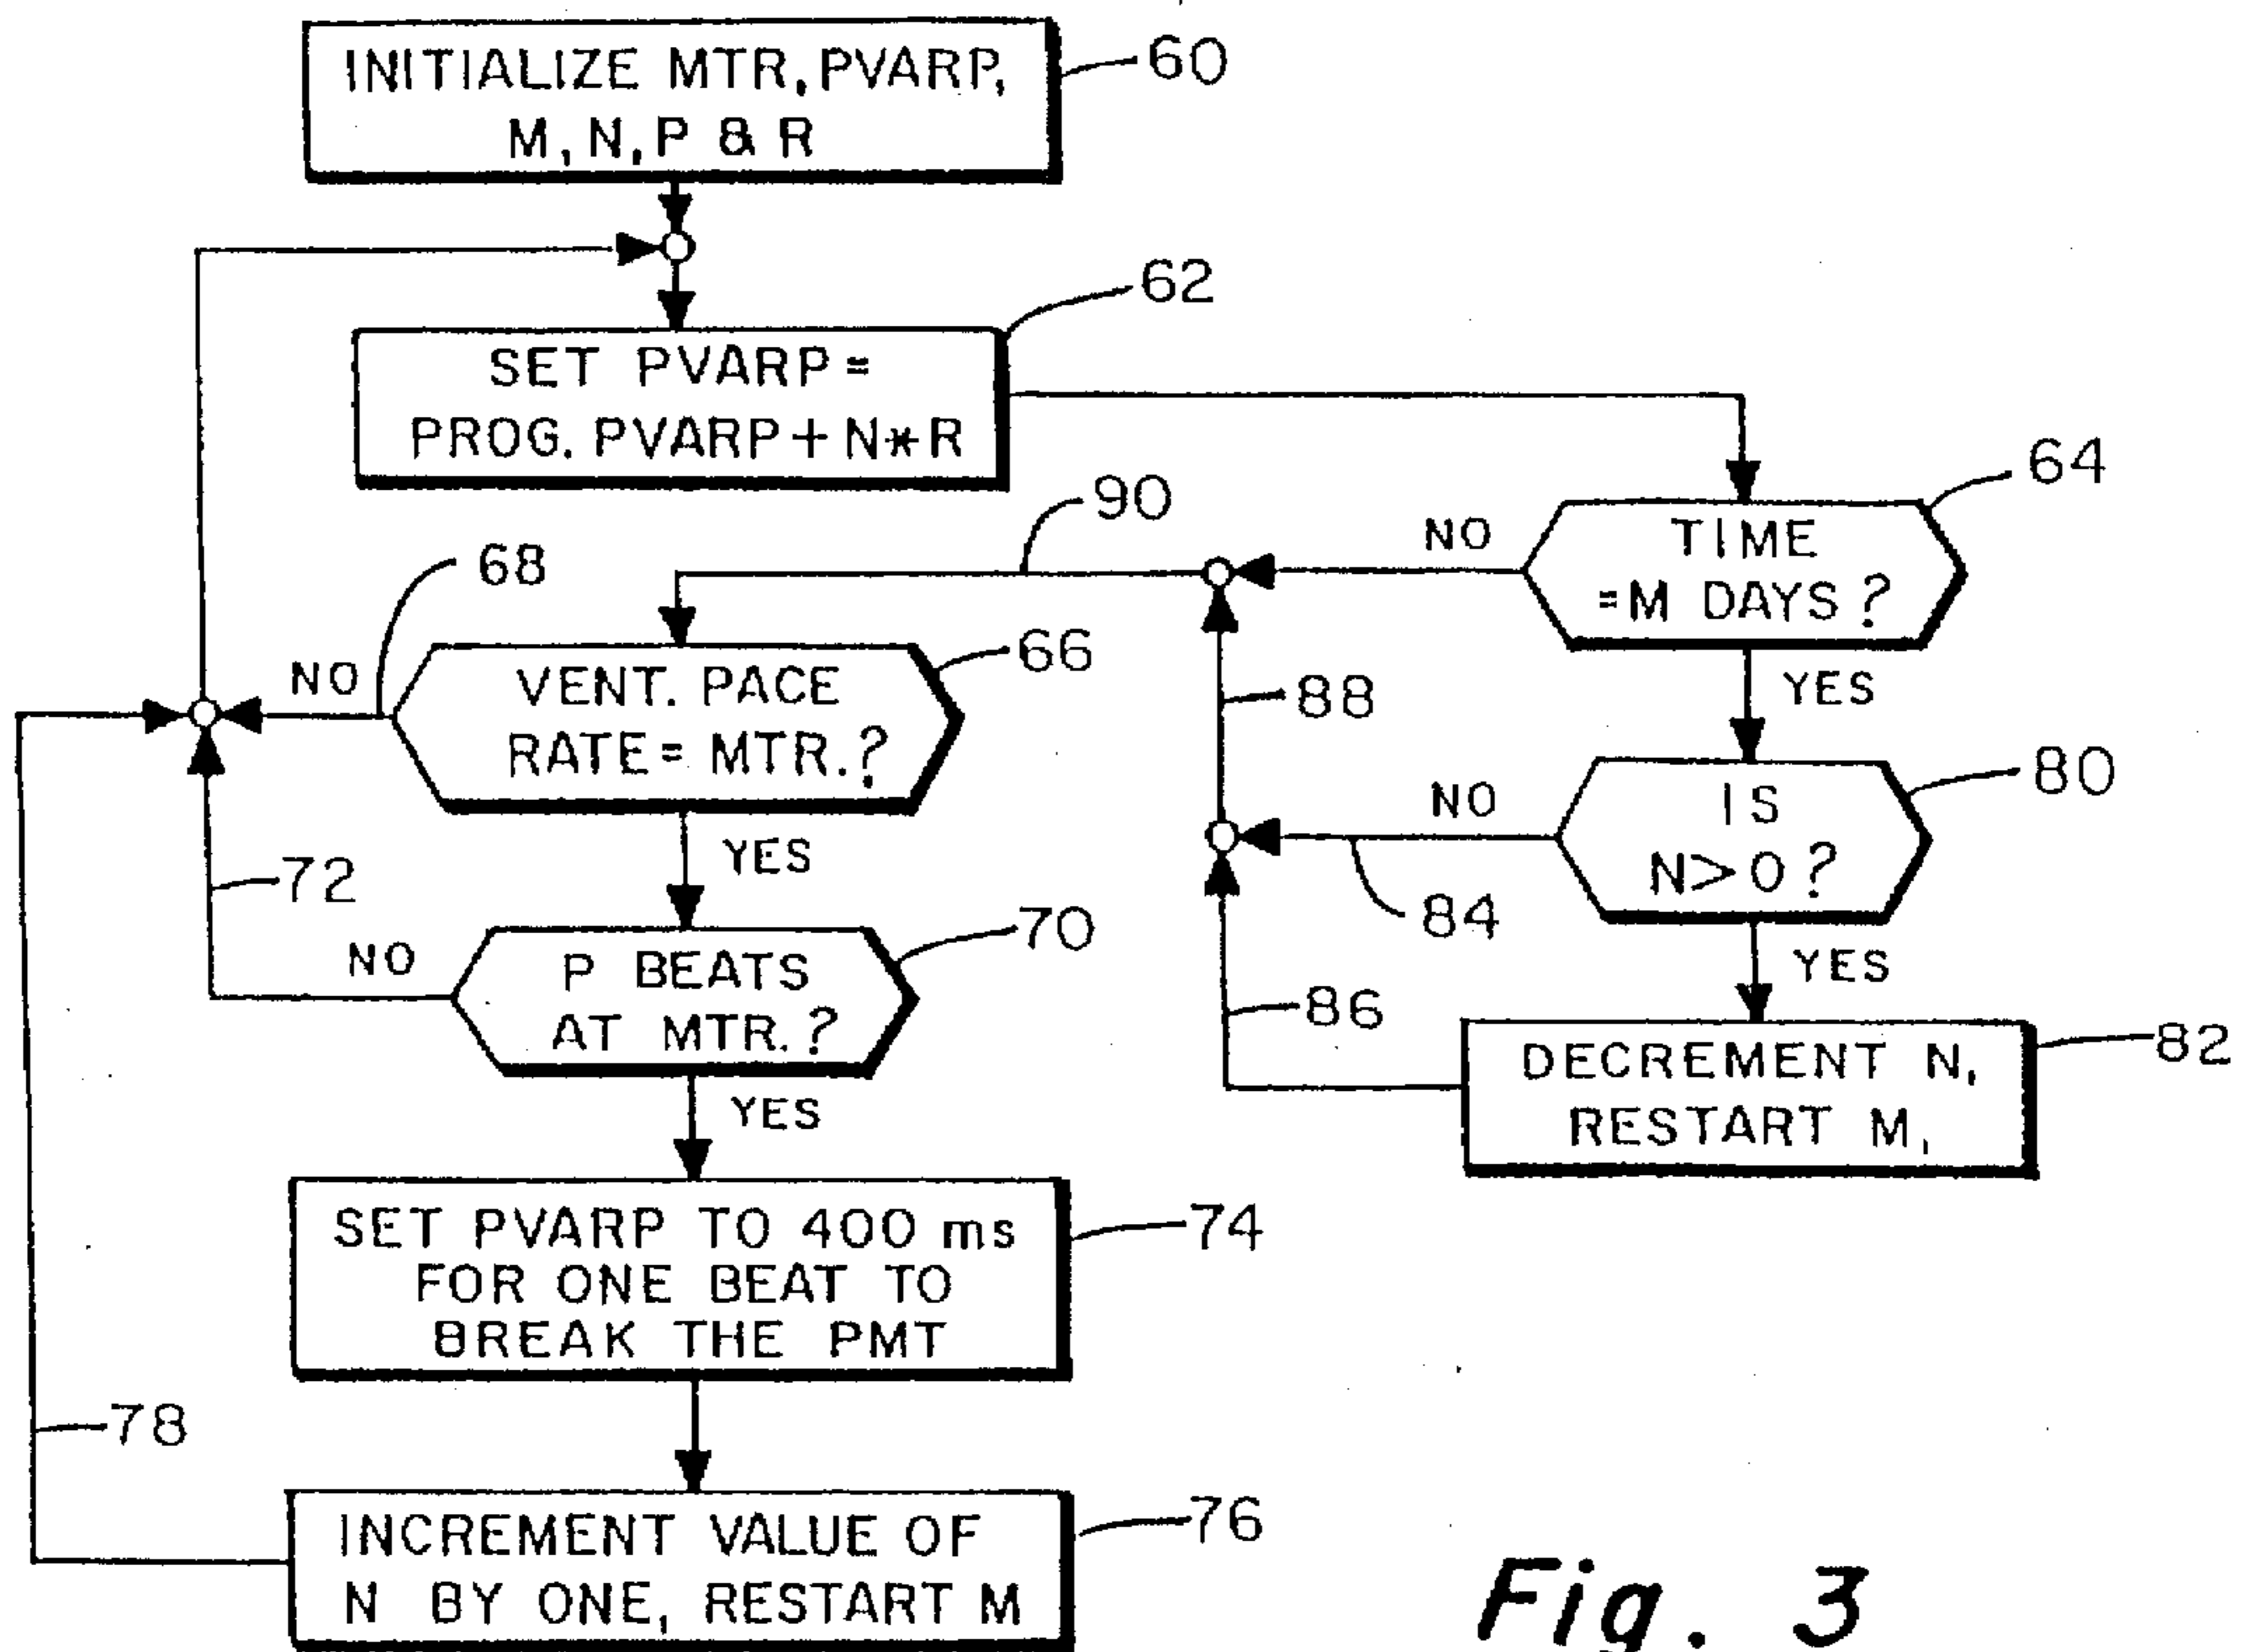 INITIALIZE MTR, PVARP,
M, N, P & R
60
SET PVARP =
PROG. PVARP + N*R
62
TIME
=M DAYS?
64
NO
YES
90
68
VENT. PACE
RATE = MTR.?
66
NO
YES
88
IS
N>0?
80
NO
YES
84
72
P BEATS
AT MTR.?
70
NO
YES
86
DECREMENT N,
RESTART M,
82
SET PVARP TO 400 ms
FOR ONE BEAT TO
BREAK THE PMT
74
78
INCREMENT VALUE OF
N BY ONE, RESTART M
76
Fig. 3